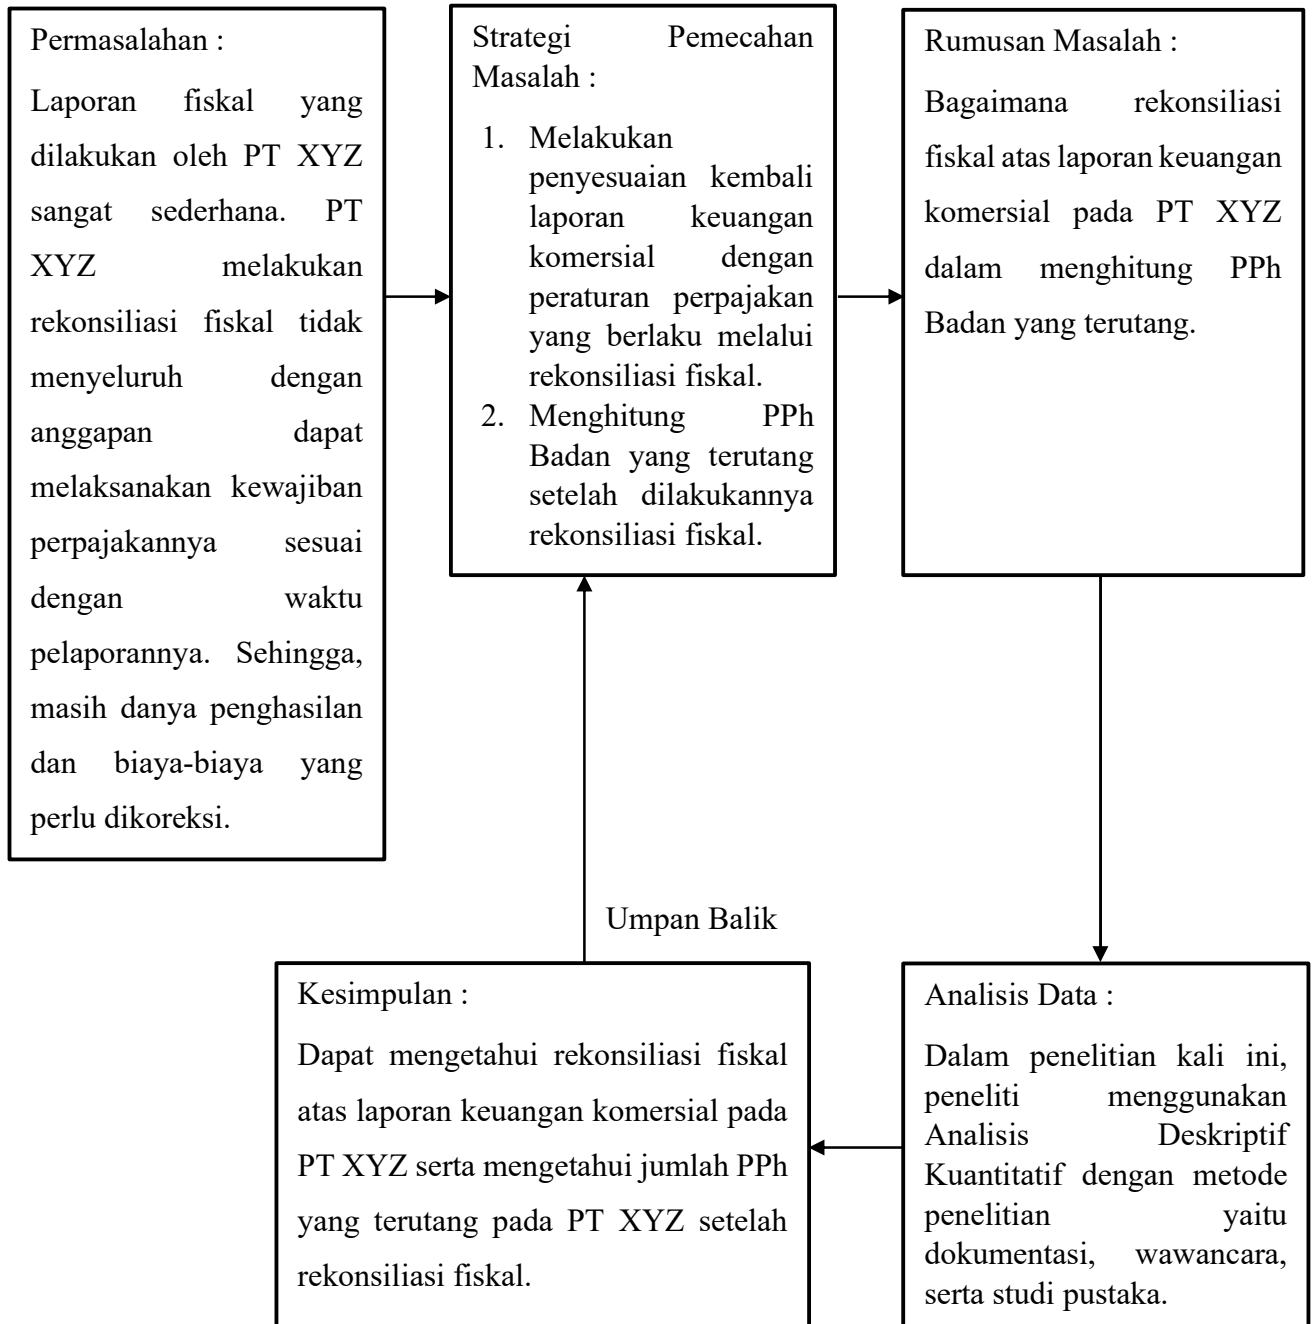 Permasalahan :
Laporan fiskal yang
dilakukan oleh PT XYZ
sangat sederhana. PT
XYZ melakukan
rekonsiliasi fiskal tidak
menyeluruh dengan
anggapan dapat
melaksanakan kewajiban
perpajakannya sesuai
dengan waktu
pelaporannya. Sehingga,
masih danya penghasilan
dan biaya-biaya yang
perlu dikoreksi.
Strategi Pemecahan
Masalah :
1. Melakukan
penyesuaian kembali
laporan keuangan
komersial dengan
peraturan perpajakan
yang berlaku melalui
rekonsiliasi fiskal.
2. Menghitung PPh
Badan yang terutang
setelah dilakukannya
rekonsiliasi fiskal.
Rumusan Masalah :
Bagaimana rekonsiliasi
fiskal atas laporan keuangan
komersial pada PT XYZ
dalam menghitung PPh
Badan yang terutang.
Umpan Balik
Kesimpulan :
Dapat mengetahui rekonsiliasi fiskal
atas laporan keuangan komersial pada
PT XYZ serta mengetahui jumlah PPh
yang terutang pada PT XYZ setelah
rekonsiliasi fiskal.
Analisis Data :
Dalam penelitian kali ini,
peneliti menggunakan
Analisis Deskriptif
Kuantitatif dengan metode
penelitian yaitu
dokumentasi, wawancara,
serta studi pustaka.